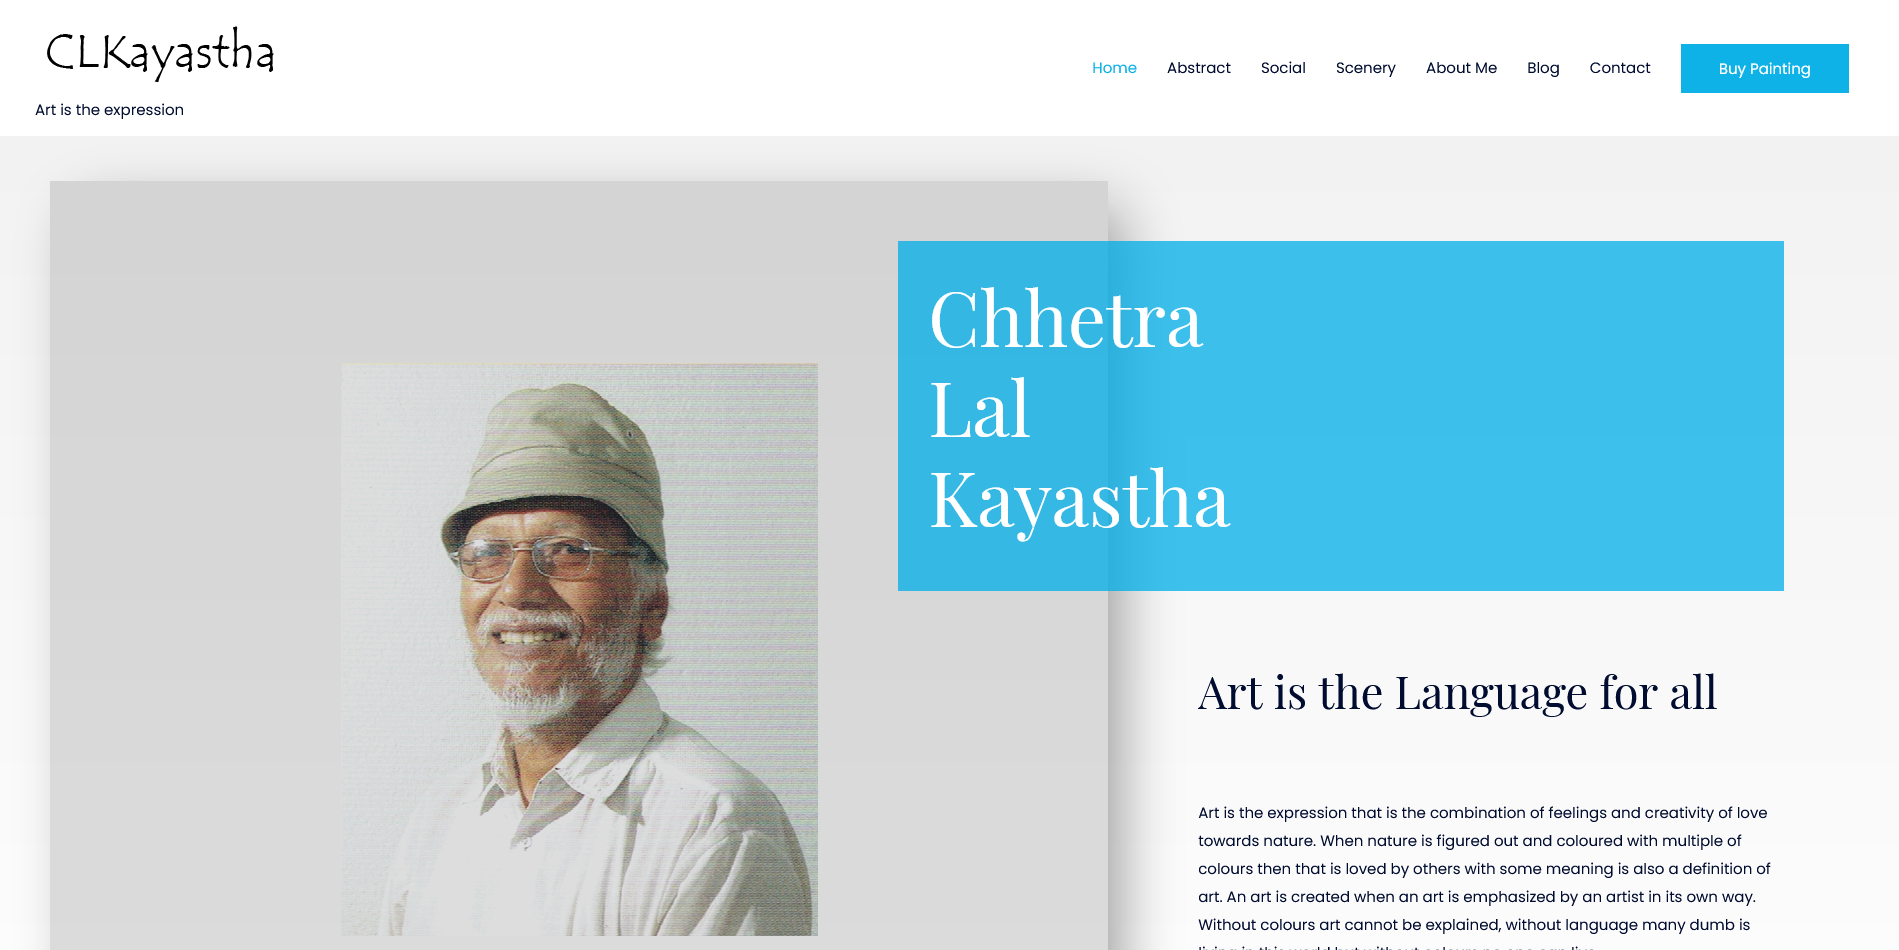 CLKayastha
Art is the expression
Home Abstract Social Scenery About Me Blog Contact Buy Painting
Chhetra
Lal
Kayastha
Art is the Language for all
Art is the expression that is the combination of feelings and creativity of love
towards nature. When nature is figured out and coloured with multiple of
colours then that is loved by others with some meaning is also a definition of
art. An art is created when an art is emphasized by an artist in its own way.
Without colours art cannot be explained, without language many dumb is